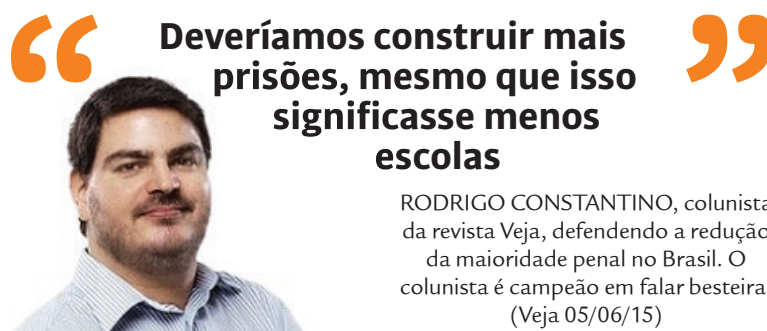 “ Deveríamos construir mais ”
prisões, mesmo que isso
significasse menos
escolas
RODRIGO CONSTANTINO, colunista
da revista Veja, defendendo a redução
da maioridade penal no Brasil. O
colunista é campeão em falar besteira
(Veja 05/06/15)